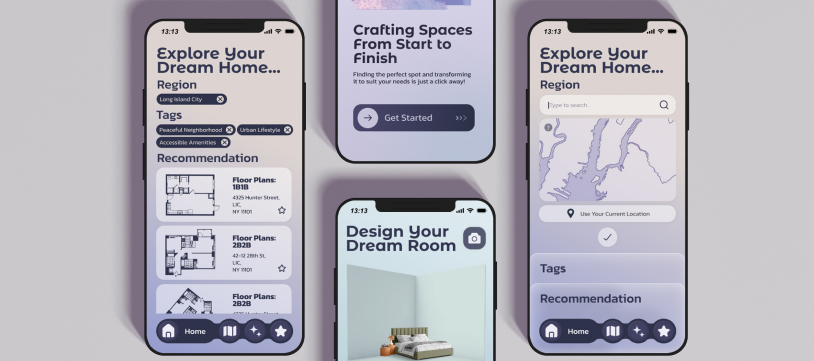 13:13
Explore Your
Dream Home...
Region
Long Island City
Tags
Peaceful Neighborhood
Urban Lifestyle
Accessible Amenities
Recommendation
Floor Plans:
1B1B
4325 Hunter Street,
LIC,
NY 11101
Floor Plans:
2B2B
42-12 28th St,
LIC,
NY 11101
Floor Plans:
2B2B
Home
Crafting Spaces
From Start to
Finish
Finding the perfect spot and transforming
it to suit your needs is just a click away!
Get Started
13:13
Design Your
Dream Room
13:13
Explore Your
Dream Home...
Region
Type to search
Use Your Current Location
Tags
Recommendation
Home